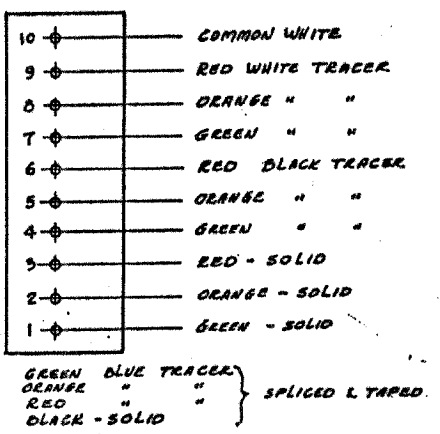 10 COMMON WHITE
9 RED WHITE TRACER
8 ORANGE " "
7 GREEN " "
6 RED BLACK TRACER
5 ORANGE " "
4 GREEN " "
3 RED - SOLID
2 ORANGE - SOLID
1 GREEN - SOLID
GREEN BLUE TRACER
ORANGE " "
RED " "
BLACK - SOLID
SPLICED & TAPED.